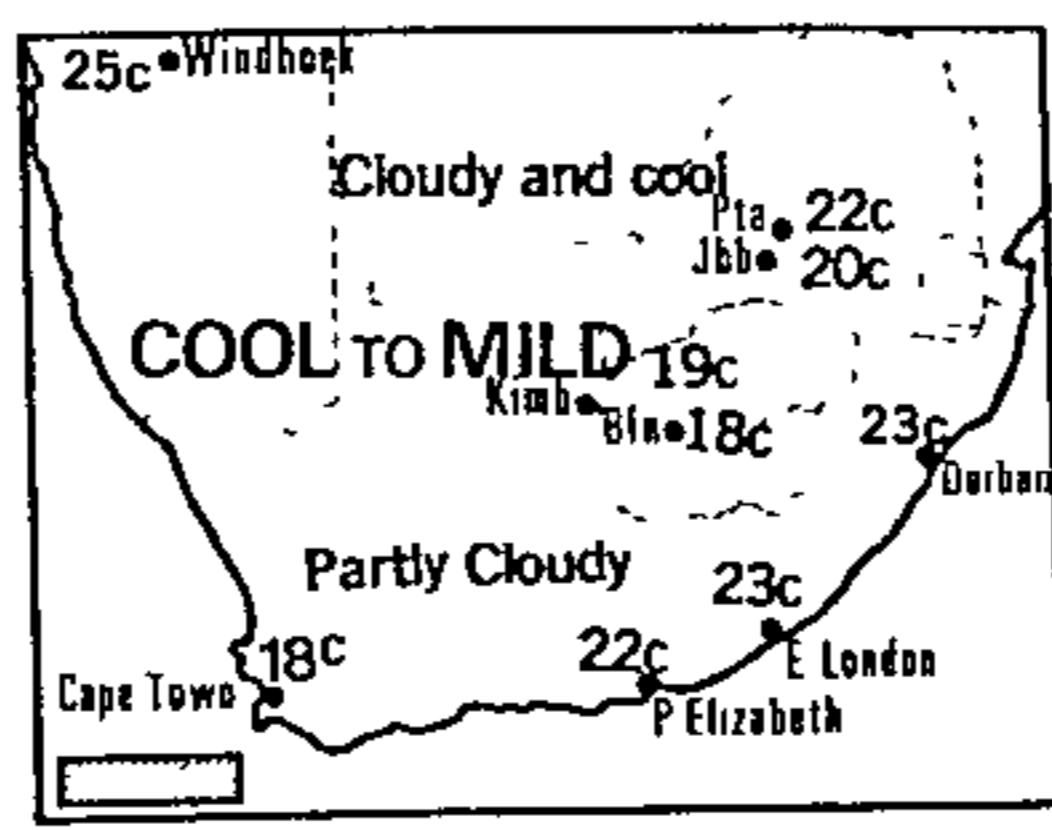 25c Windhoek
Cloudy and cool
Pta 22c
Jbb 20c
COOL TO MILD 19c
Kimb
Bfn 18c
23c
Durban
Partly Cloudy
23c
E London
18c
22c
Cape Town
P Elizabeth